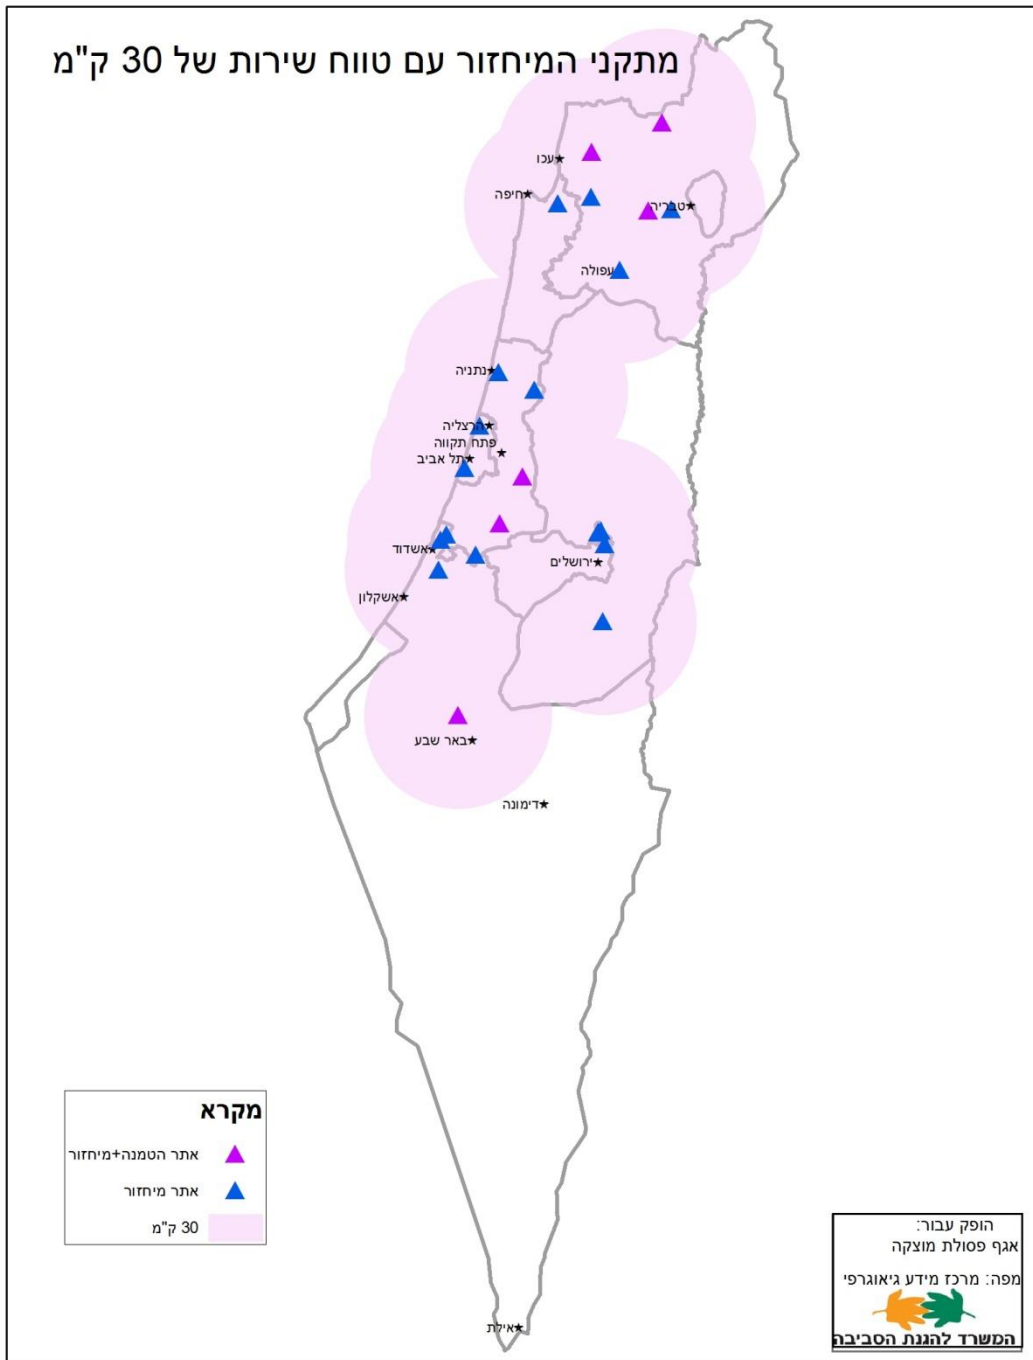 מתקני המיחזור עם טווח שירות של 30 ק"מ
עכו
חיפה
טבריה
עפולה
נתניה
הרצליה
פתח תקווה
תל אביב
אשדוד
ירושלים
אשקלון
באר שבע
דימונה
אילת
מקרא
אתר הטמנה+מיחזור
אתר מיחזור
30 ק"מ
הופק עבור:
אגף פסולת מוצקה
מפה: מרכז מידע גיאוגרפי
המשרד להגנת הסביבה